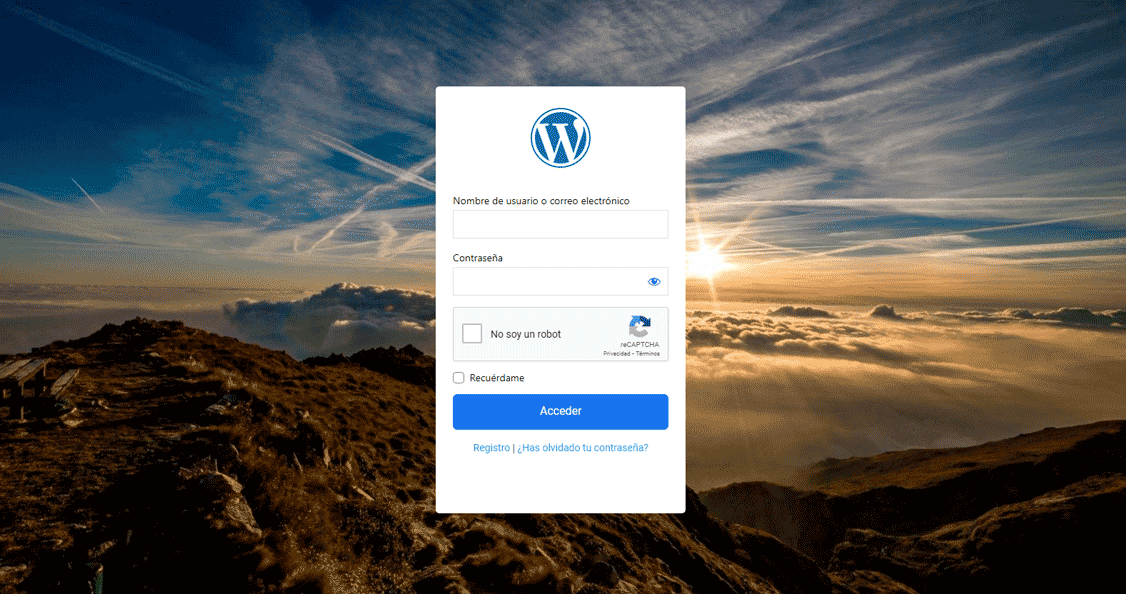 Nombre de usuario o correo electrónico
Contraseña
No soy un robot
reCAPTCHA
Privacidad - Términos
Recuérdame
Acceder
Registro | ¿Has olvidado tu contraseña?